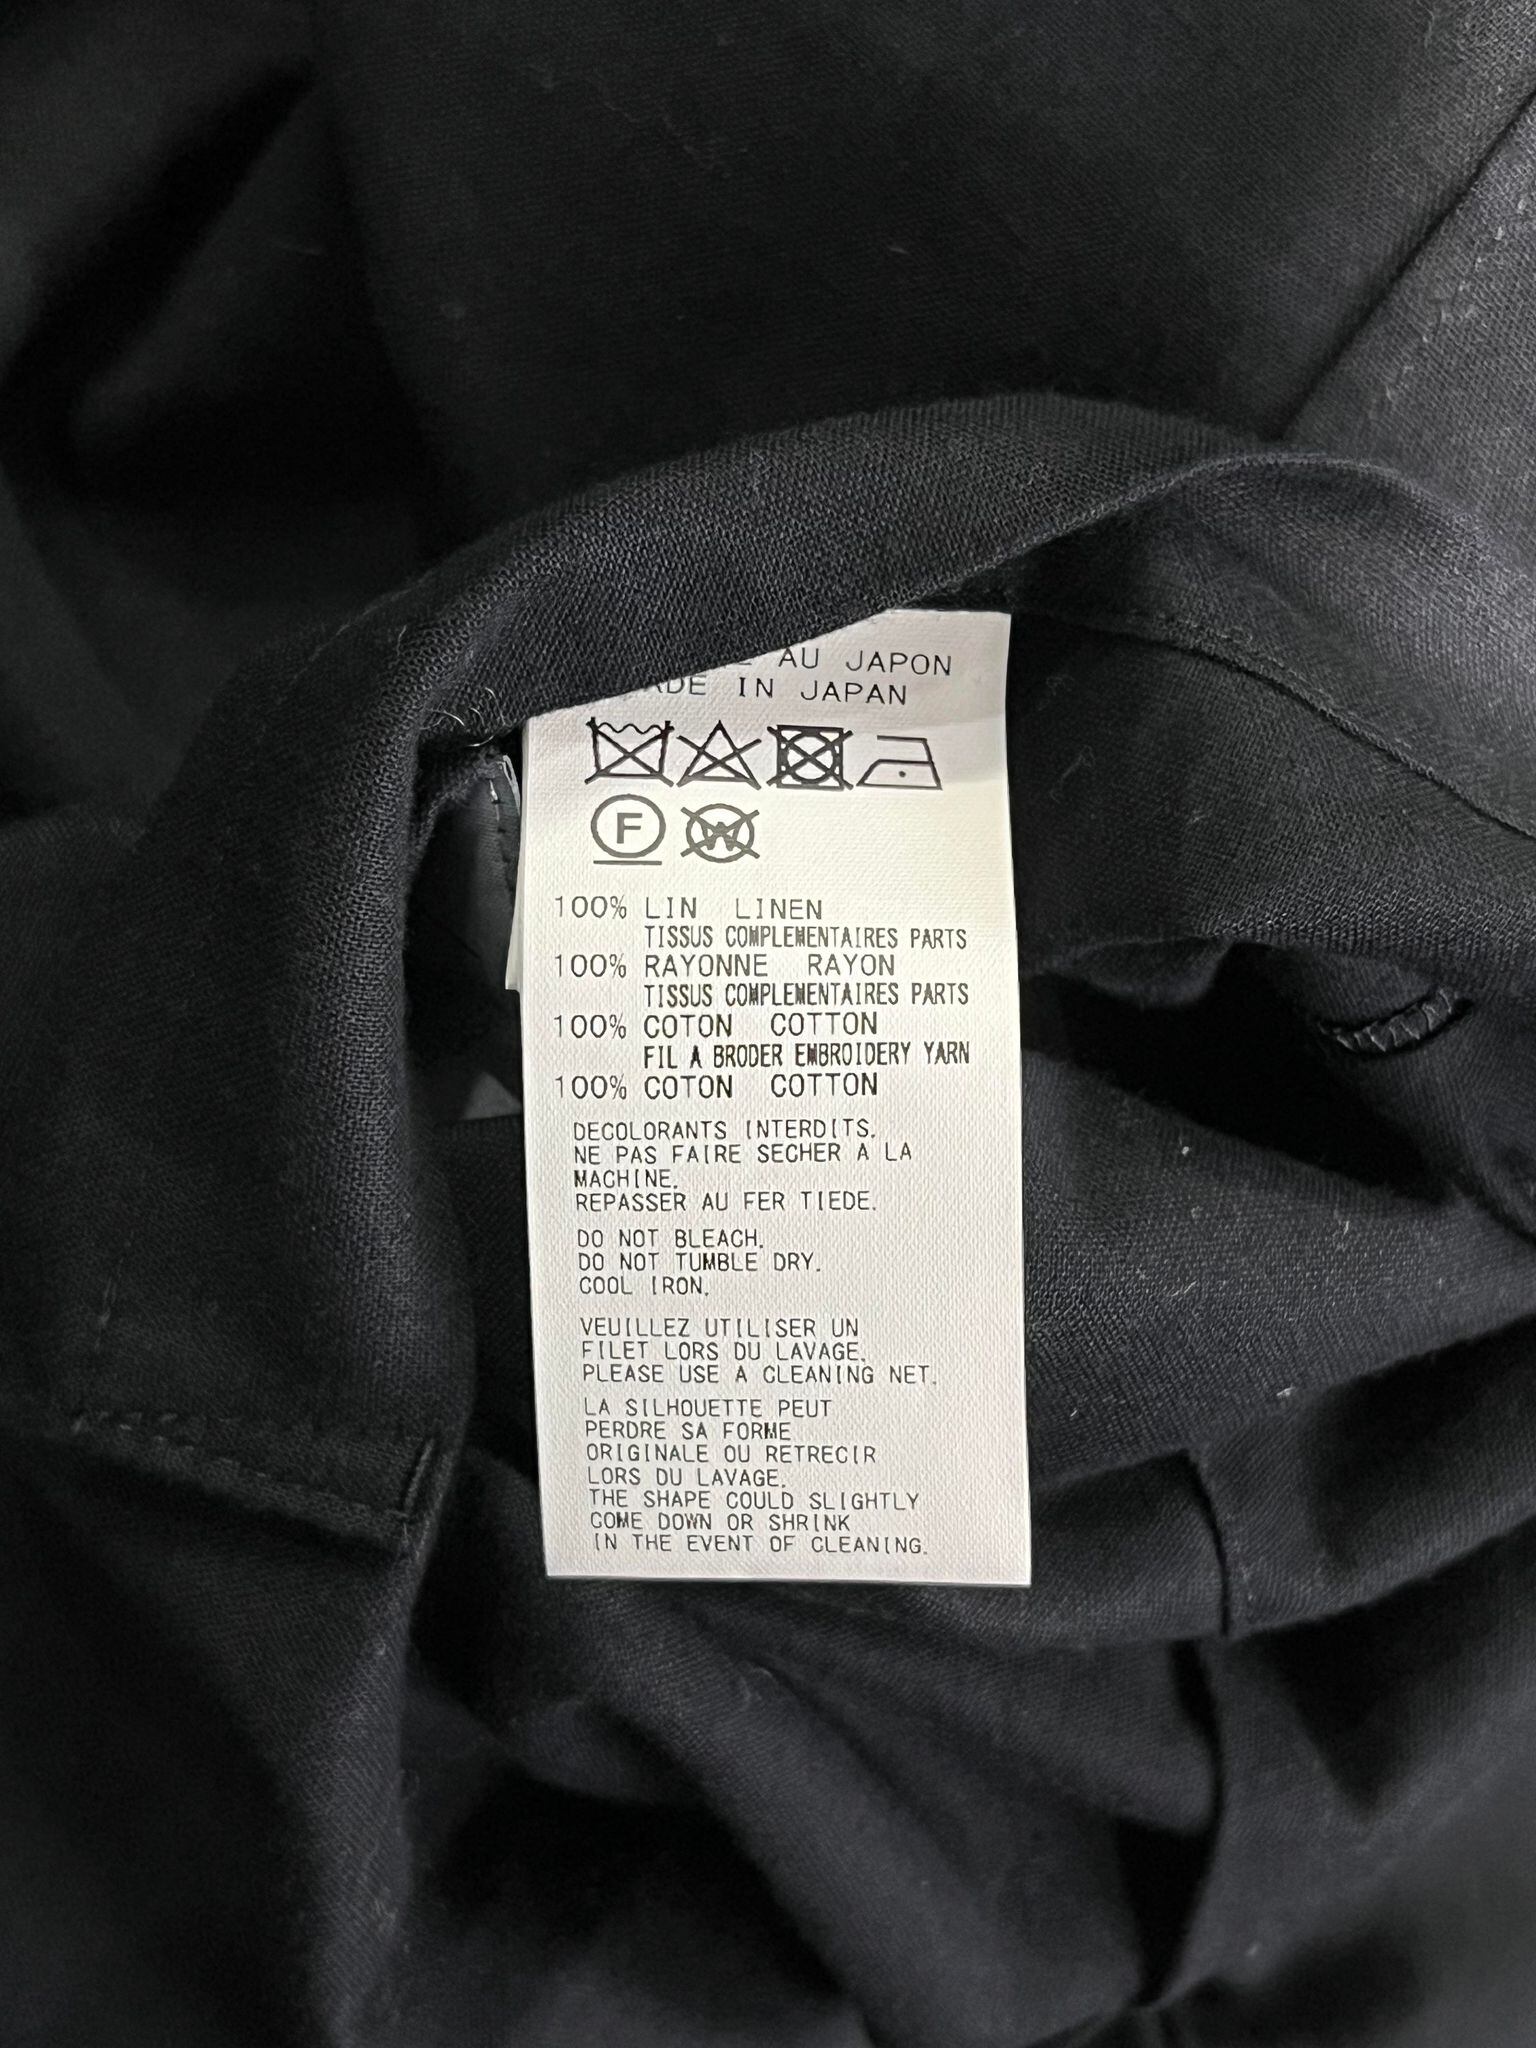 AU JAPON
MADE IN JAPAN
F W
100% LIN LINEN
TISSUS COMPLEMENTAIRES PARTS
100% RAYONNE RAYON
TISSUS COMPLEMENTAIRES PARTS
100% COTON COTTON
FIL A BRODER EMBROIDERY YARN
100% COTON COTTON
DECOLORANTS INTERDITS.
NE PAS FAIRE SECHER A LA
MACHINE.
REPASSER AU FER TIEDE.
DO NOT BLEACH.
DO NOT TUMBLE DRY.
COOL IRON.
VEUILLEZ UTILISER UN
FILET LORS DU LAVAGE.
PLEASE USE A CLEANING NET.
LA SILHOUETTE PEUT
PERDRE SA FORME
ORIGINALE OU RETRECIR
LORS DU LAVAGE.
THE SHAPE COULD SLIGHTLY
COME DOWN OR SHRINK
IN THE EVENT OF CLEANING.